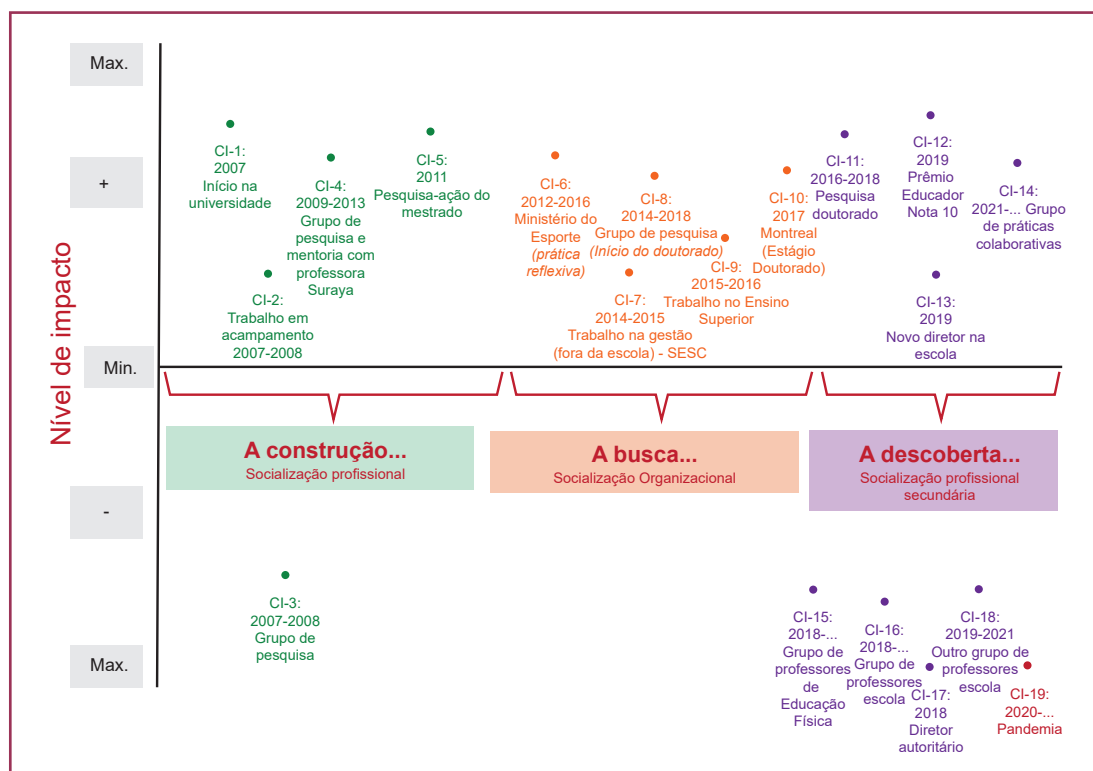 Max.
+
Min.
-
Max.
Nível de impacto
CI-1:
2007
Início na
universidade
CI-2:
Trabalho em
acampamento
2007-2008
CI-4:
2009-2013
Grupo de
pesquisa e
mentoria com
professora
Suraya
CI-5:
2011
Pesquisa-ação do
mestrado
CI-6:
2012-2016
Ministério do
Esporte
(prática
reflexiva)
CI-8:
2014-2018
Grupo de pesquisa
(Início do doutorado)
CI-7:
2014-2015
Trabalho na gestão
(fora da escola) - SESC
CI-9:
2015-2016
Trabalho no Ensino
Superior
CI-10:
2017
Montreal
(Estágio
Doutorado)
CI-11:
2016-2018
Pesquisa
doutorado
CI-12:
2019
Prêmio
Educador
Nota 10
CI-14:
2021-... Grupo
de práticas
colaborativas
CI-13:
2019
Novo diretor na
escola
A construção...
Socialização profissional
A busca...
Socialização Organizacional
A descoberta...
Socialização profissional
secundária
CI-3:
2007-2008
Grupo de
pesquisa
CI-15:
2018-...
Grupo de
professores
de
Educação
Física
CI-16:
2018-...
Grupo de
professores
escola
CI-17:
2018
Diretor
autoritário
CI-18:
2019-2021
Outro grupo de
professores
escola
CI-19:
2020-...
Pandemia